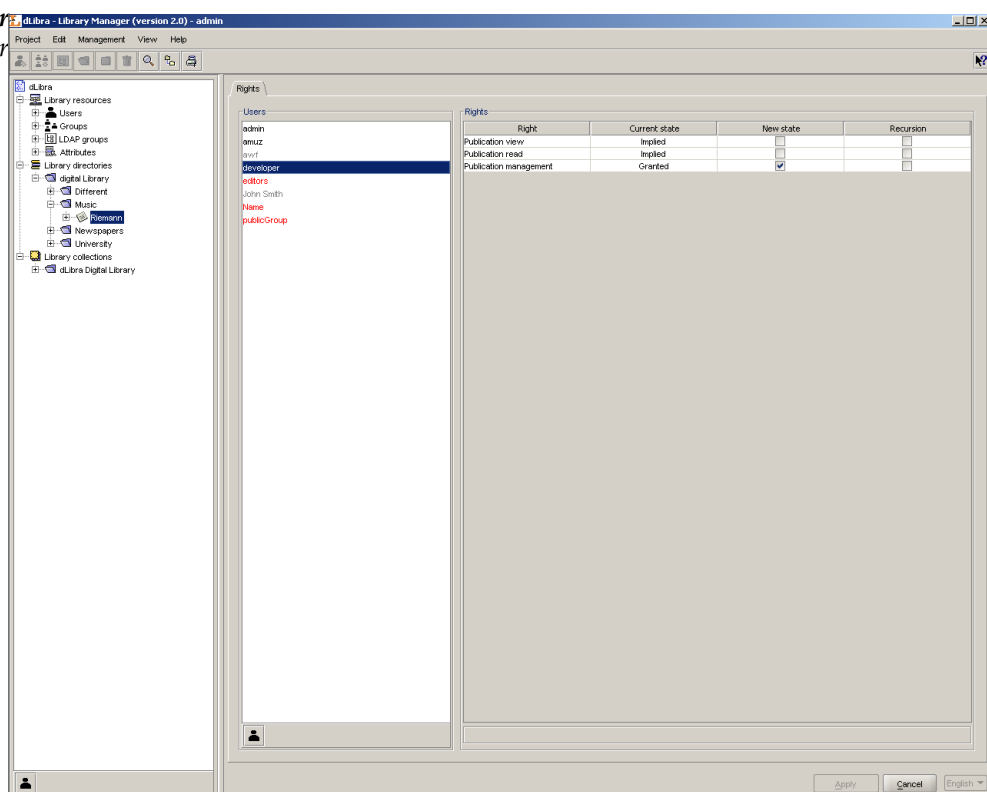 r
r
dLibra - Library Manager (version 2.0) - admin
Project Edit Management View Help
dLibra
Library resources
Users
Groups
LDAP groups
Attributes
Library directories
digital Library
Different
Music
Riemann
Newspapers
University
Library collections
dLibra Digital Library
Rights
Users
admin
amuz
awf
developer
editors
John Smith
Name
publicGroup
Rights
Right Current state New state Recursion
Publication view Implied
Publication read Implied
Publication management Granted
Apply Cancel English